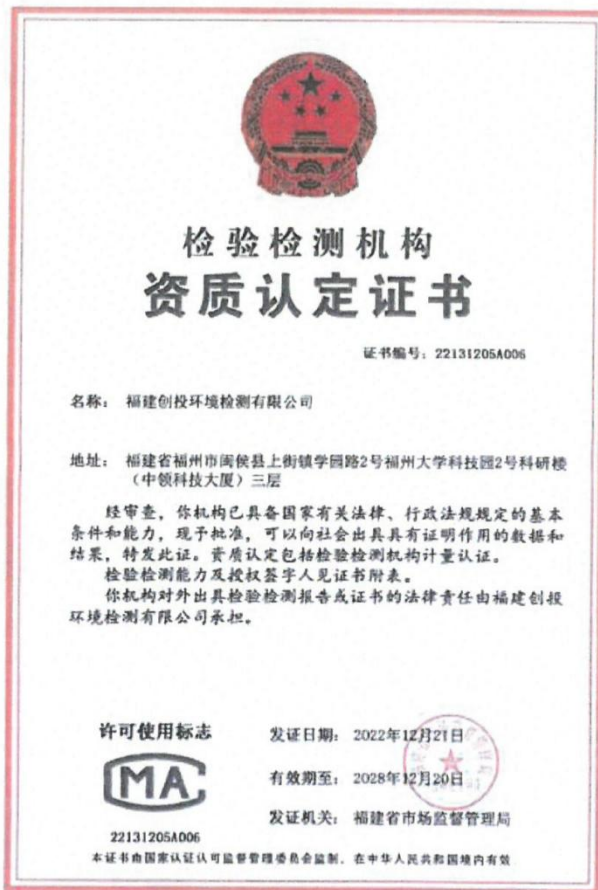 检验检测机构
资质认定证书
证书编号：22131205A006
名称：福建创投环境检测有限公司
地址：福建省福州市闽侯县上街镇学园路2号福州大学科技园2号科研楼
（中领科技大厦）三层
经审查，你机构已具备国家有关法律、行政法规规定的基本
条件和能力，现予批准，可以向社会出具具有证明作用的数据和
结果，特发此证。资质认定包括检验检测机构计量认证。
检验检测能力及授权签字人见证书附表。
你机构对外出具检验检测报告或证书的法律责任由福建创投
环境检测有限公司承担。
许可使用标志
发证日期：2022年12月21日
MA
有效期至：2028年12月20日
发证机关：福建省市场监督管理局
22131205A006
本证书由国家认证认可监督管理委员会监制，在中华人民共和国境内有效